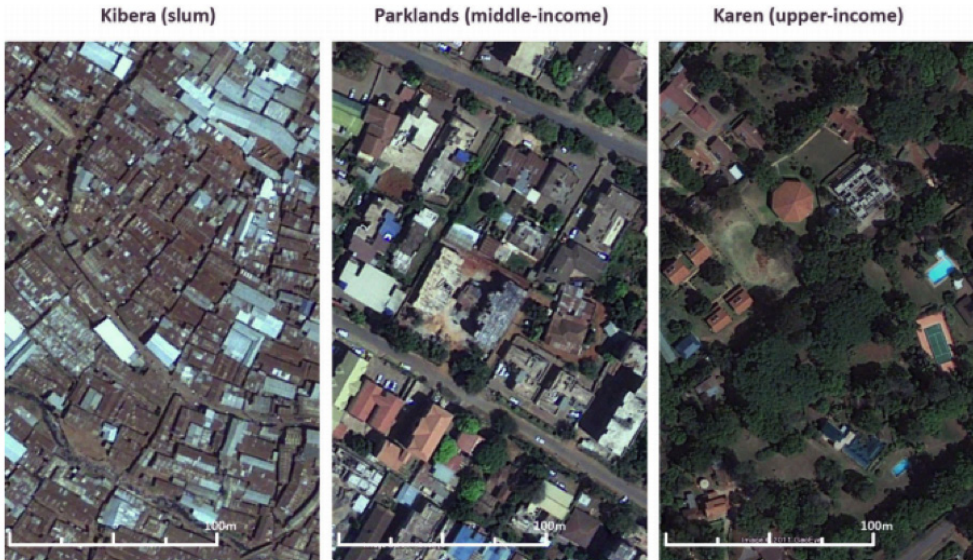 Kibera (slum)
Parklands (middle-income)
Karen (upper-income)
100m
100m
100m